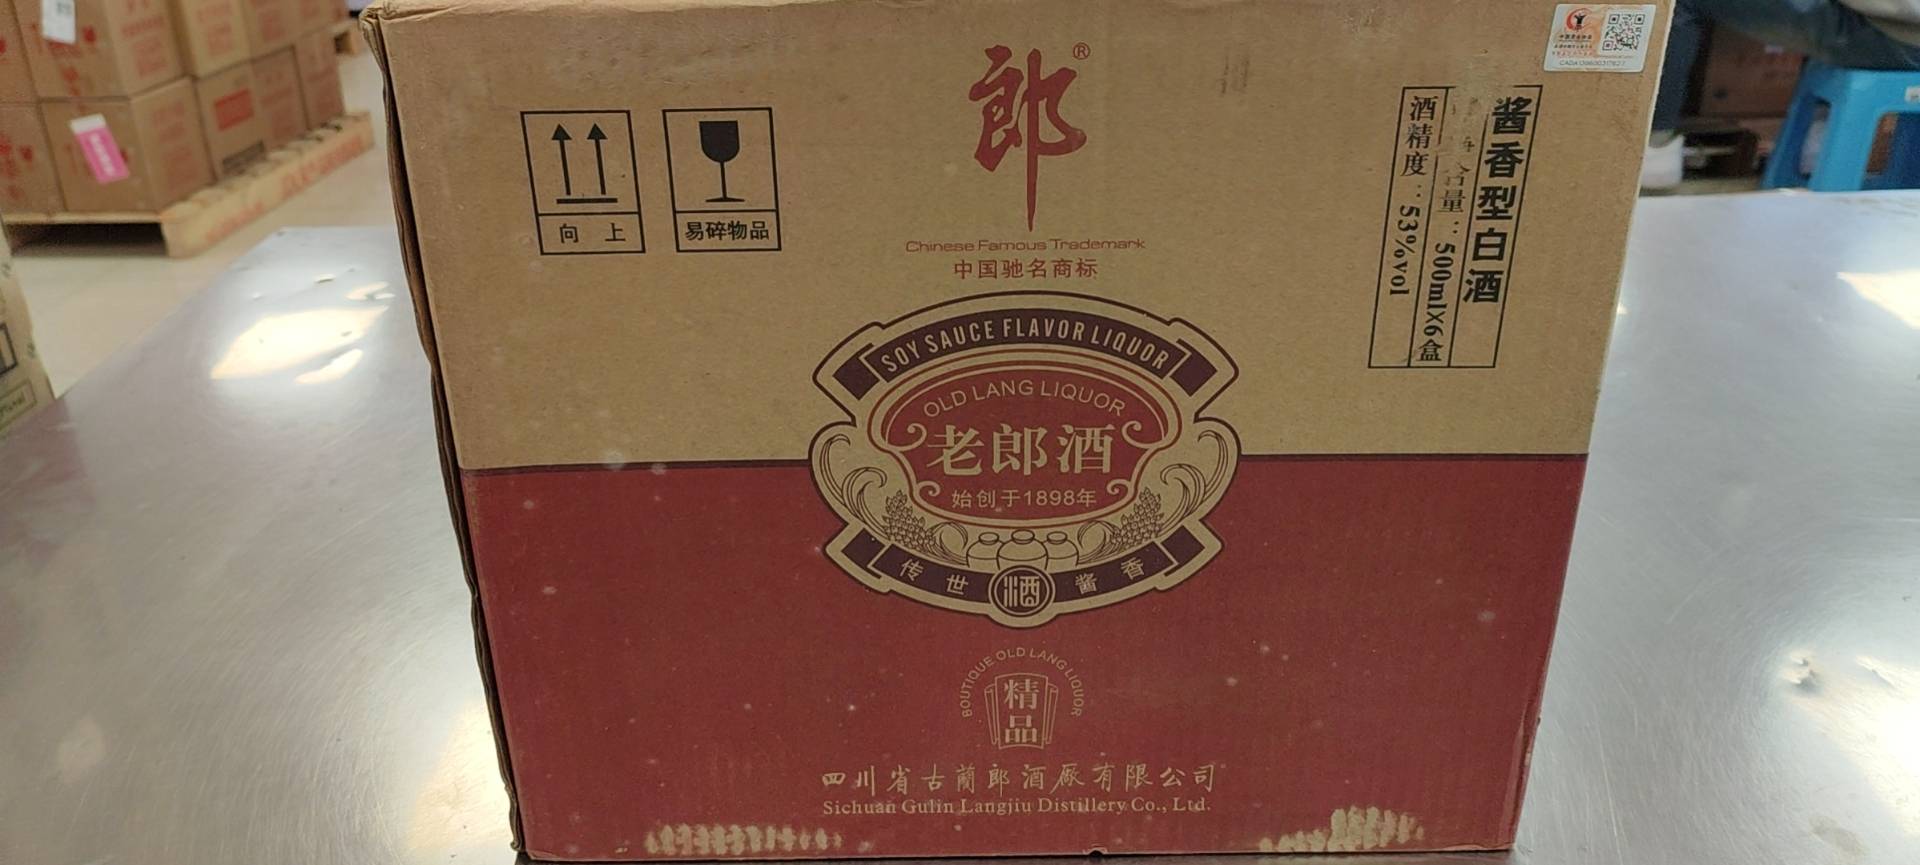 郎®
Chinese Famous Trademark
中国驰名商标
向上
易碎物品
酱香型白酒
含量：500ml×6盒
酒精度：53%vol
SOY SAUCE FLAVOR LIQUOR
OLD LANG LIQUOR
老郎酒
始创于1898年
传世酱香
酒
BOUTIQUE OLD LANG LIQUOR
精品
四川省古蘭郎酒厰有限公司
Sichuan Gulin Langjiu Distillery Co., Ltd.